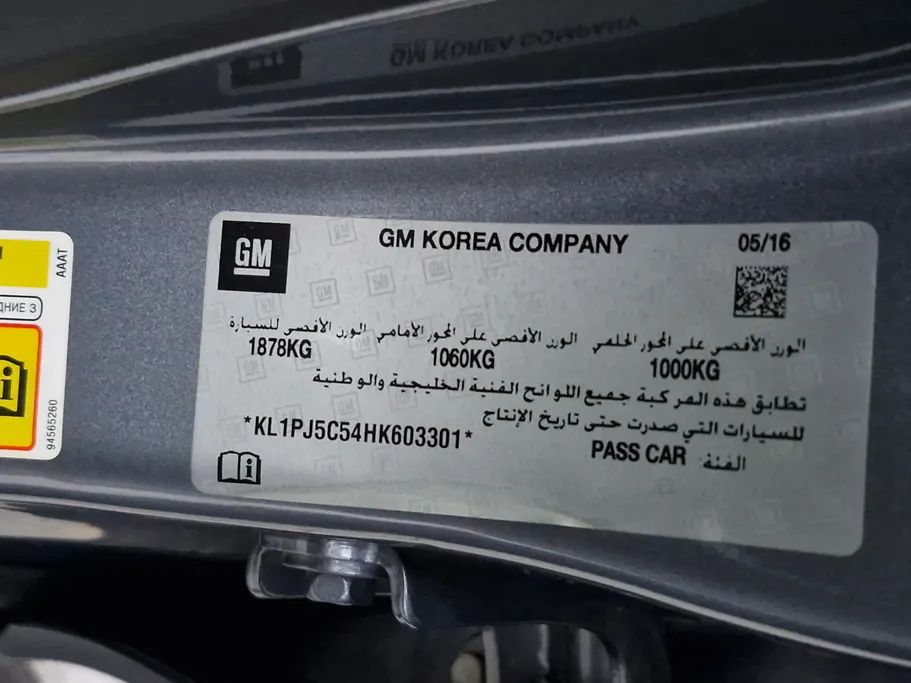 GM KOREA COMPANY
GM
GM KOREA COMPANY
05/16
الوزن الأقصى على المحور الخلفي الوزن الأقصى على المحور الأمامي الوزن الأقصى للسيارة
1878KG 1060KG 1000KG
تطابق هذه المركبة جميع اللوائح الفنية الخليجية والوطنية
للسيارات التي صدرت حتى تاريخ الإنتاج
*KL1PJ5C54HK603301*
PASS CAR الفئة
AAAT
94565260